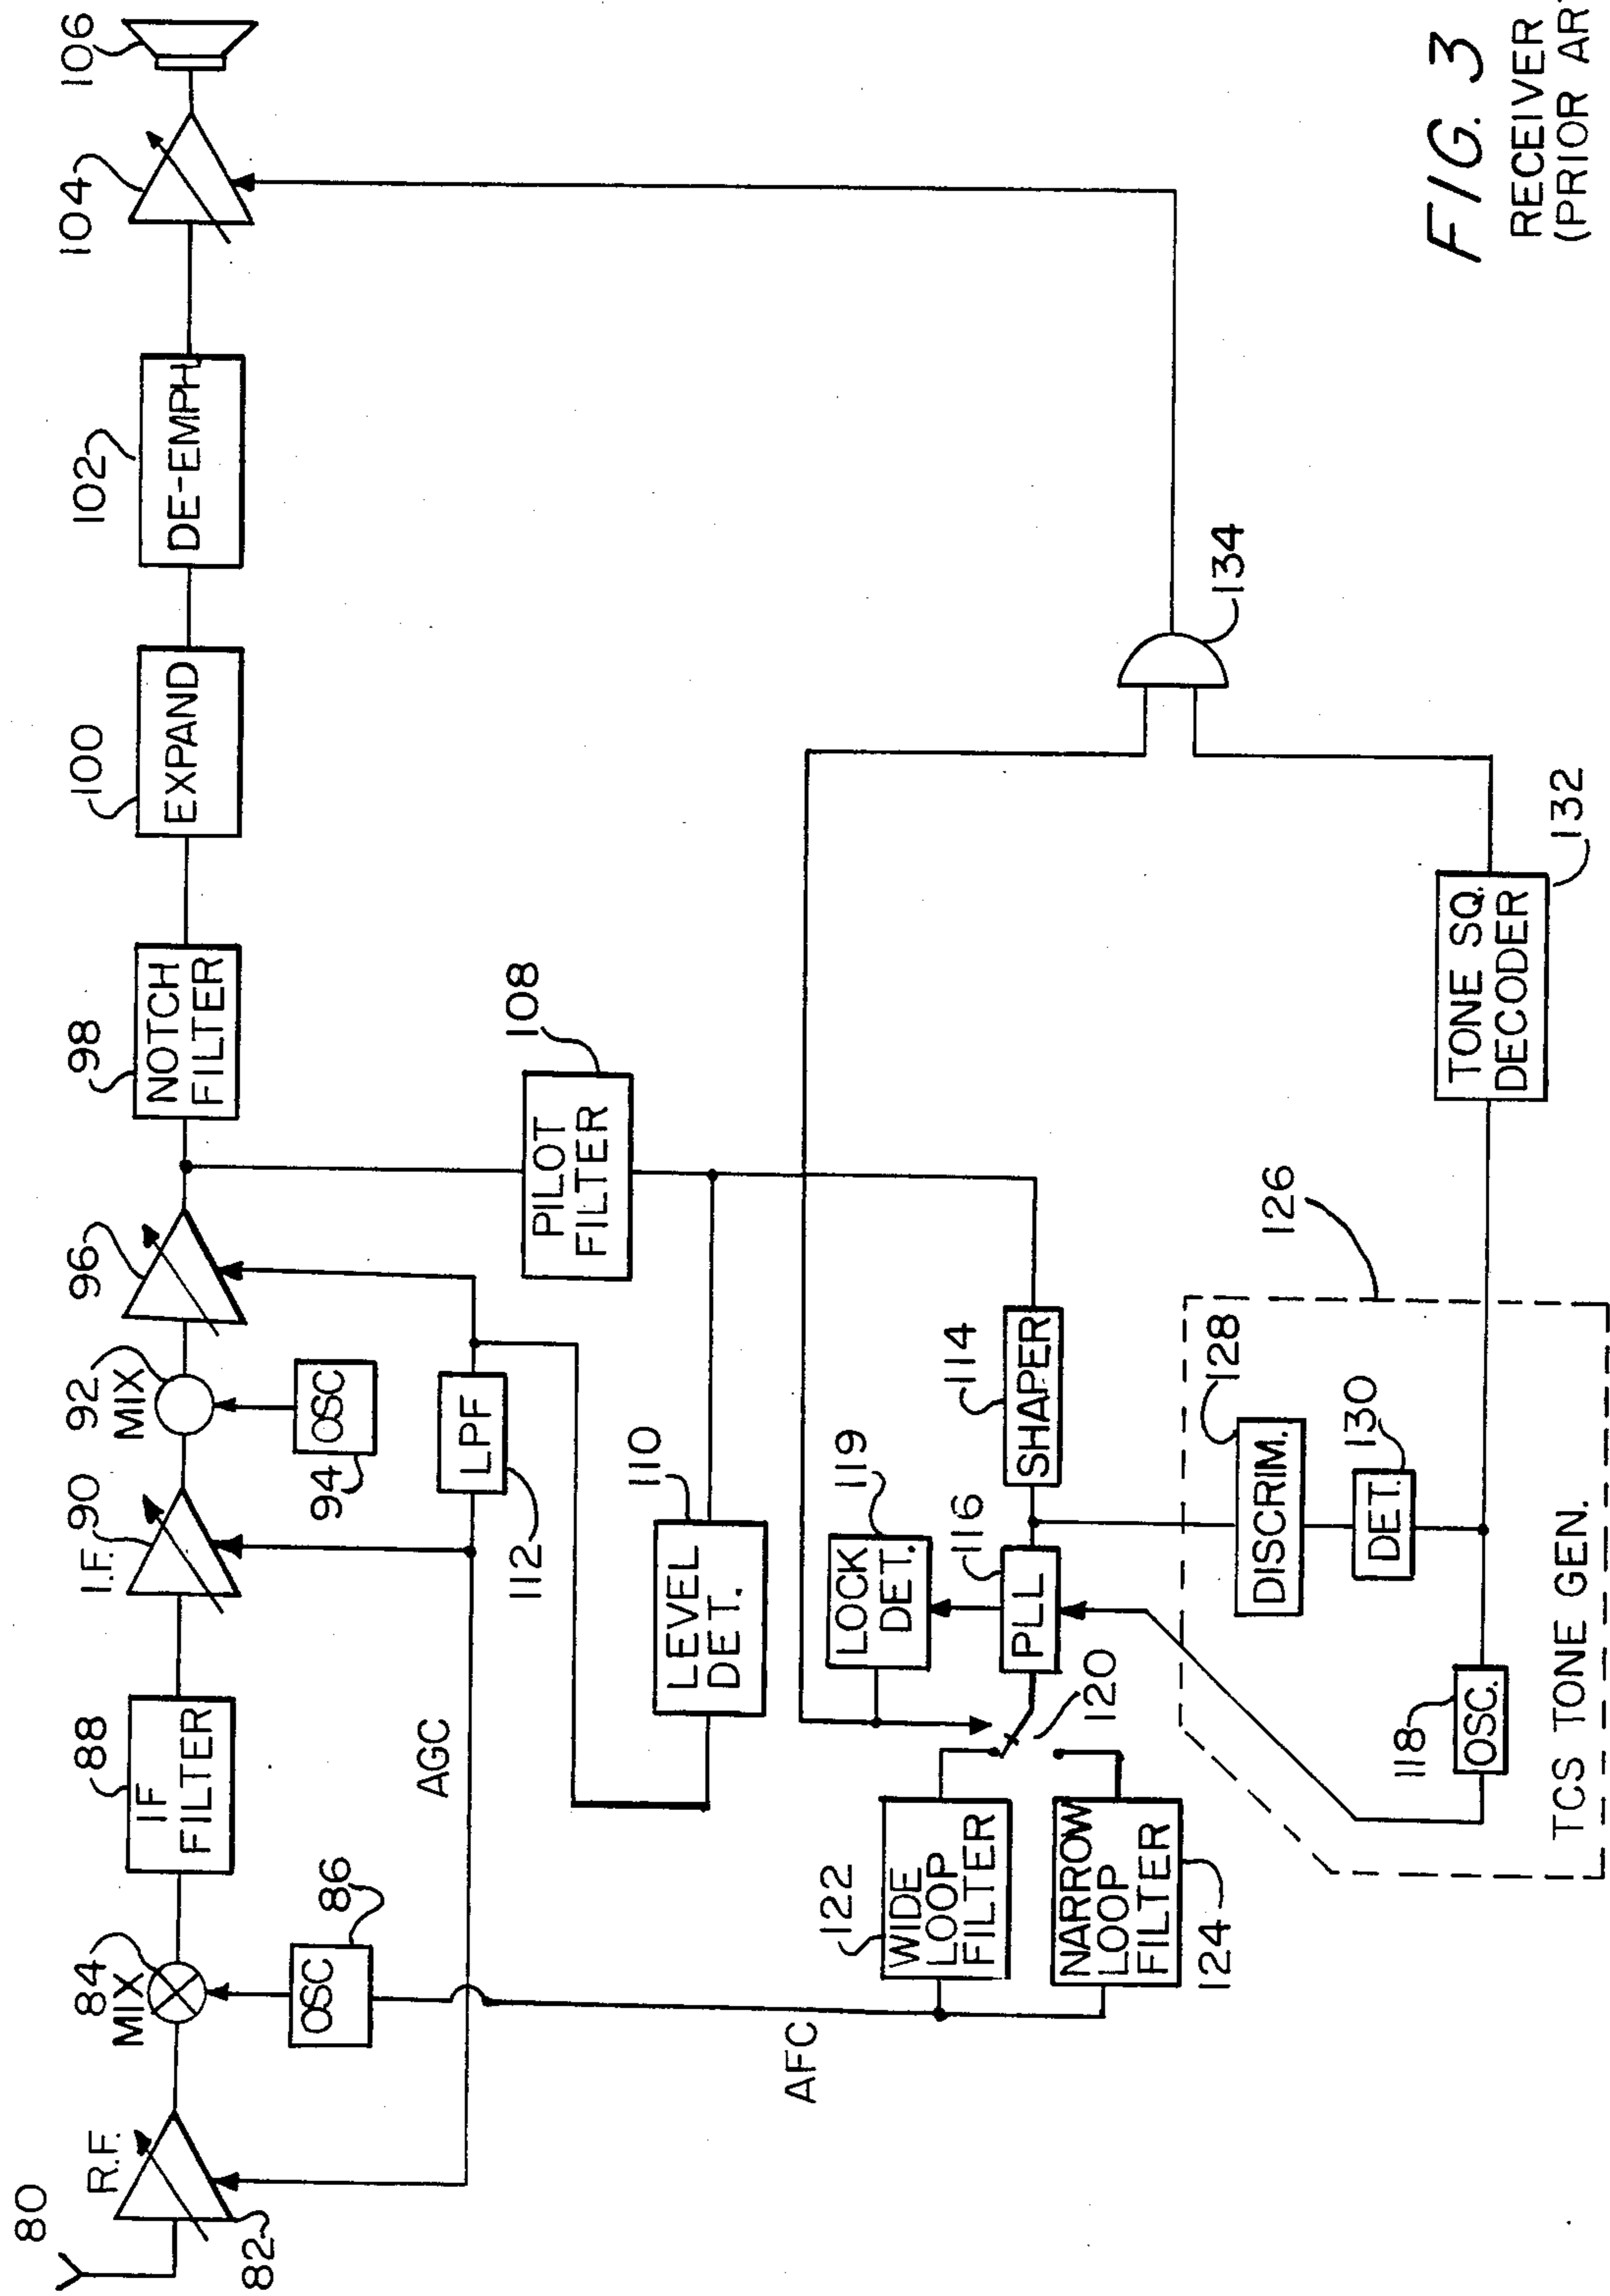 80
R.F.
82
84
MIX
86
OSC
88
IF
FILTER
I.F.
90
92
MIX
94
OSC
96
98
NOTCH
FILTER
100
EXPAND
102
DE-EMPH
104
106
AGC
LPF
112
108
PILOT
FILTER
110
LEVEL
DET.
AFC
119
LOCK
DET.
116
PLL
114
SHAPER
120
122
WIDE
LOOP
FILTER
NARROW
LOOP
FILTER
124
126
128
DISCRIM.
130
DET.
118
OSC.
TCS TONE GEN.
TONE SQ.
DECODER
132
134
FIG. 3
RECEIVER
(PRIOR AR